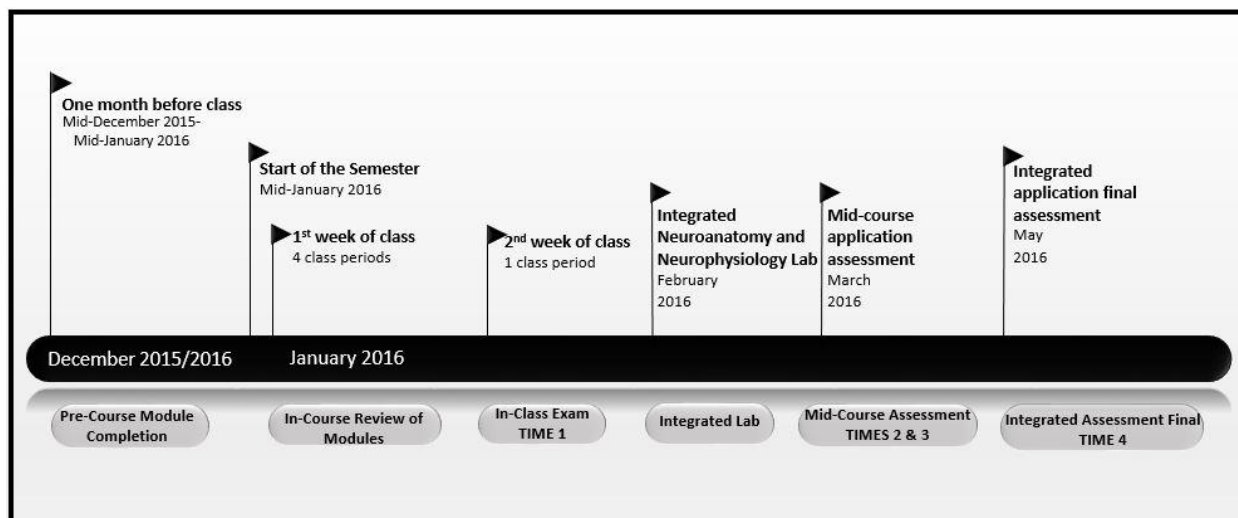 One month before class
Mid-December 2015-
Mid-January 2016
Start of the Semester
Mid-January 2016
1st week of class
4 class periods
2nd week of class
1 class period
Integrated
Neuroanatomy and
Neurophysiology Lab
February
2016
Mid-course
application
assessment
March
2016
Integrated
application final
assessment
May
2016
December 2015/2016
January 2016
Pre-Course Module
Completion
In-Course Review of
Modules
In-Class Exam
TIME 1
Integrated Lab
Mid-Course Assessment
TIMES 2 & 3
Integrated Assessment Final
TIME 4